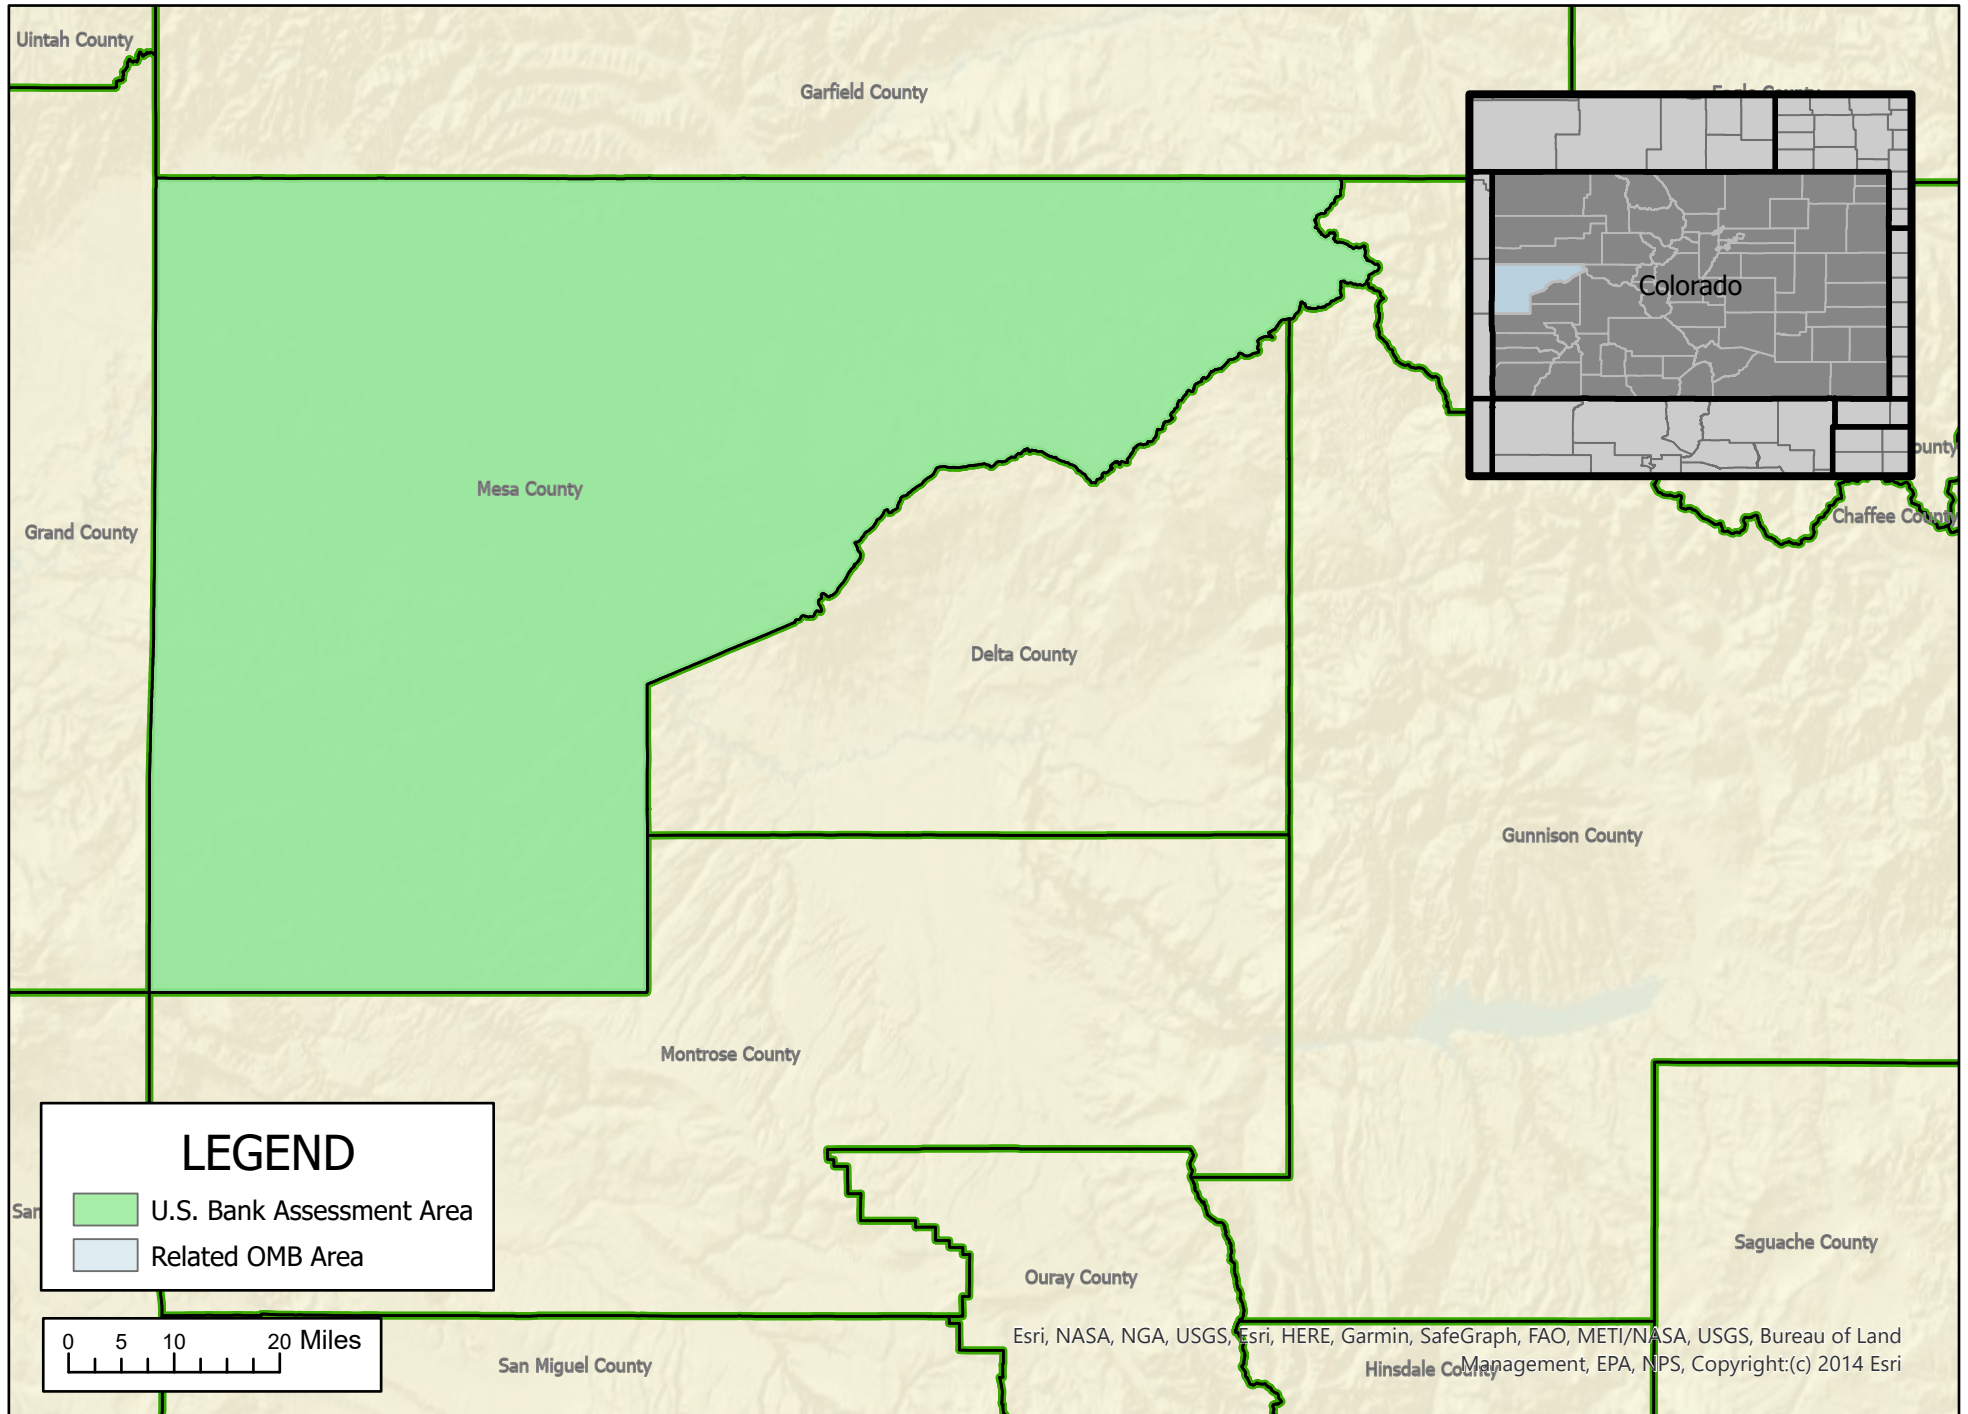 Uintah County
Garfield County
Colorado
Mesa County
Grand County
ounty
Chaffee County
Delta County
Gunnison County
Montrose County
LEGEND
U.S. Bank Assessment Area
Related OMB Area
San
Saguache County
Ouray County
0 5 10 20 Miles
San Miguel County
Hinsdale County
Esri, NASA, NGA, USGS, Esri, HERE, Garmin, SafeGraph, FAO, METI/NASA, USGS, Bureau of Land
Management, EPA, NPS, Copyright:(c) 2014 Esri